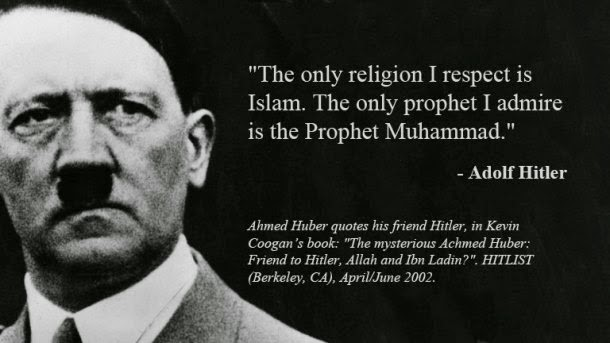 "The only religion I respect is
Islam. The only prophet I admire
is the Prophet Muhammad."
- Adolf Hitler
Ahmed Huber quotes his friend Hitler, in Kevin
Coogan's book: "The mysterious Achmed Huber:
Friend to Hitler, Allah and Ibn Ladin?". HITLIST
(Berkeley, CA), April/June 2002.